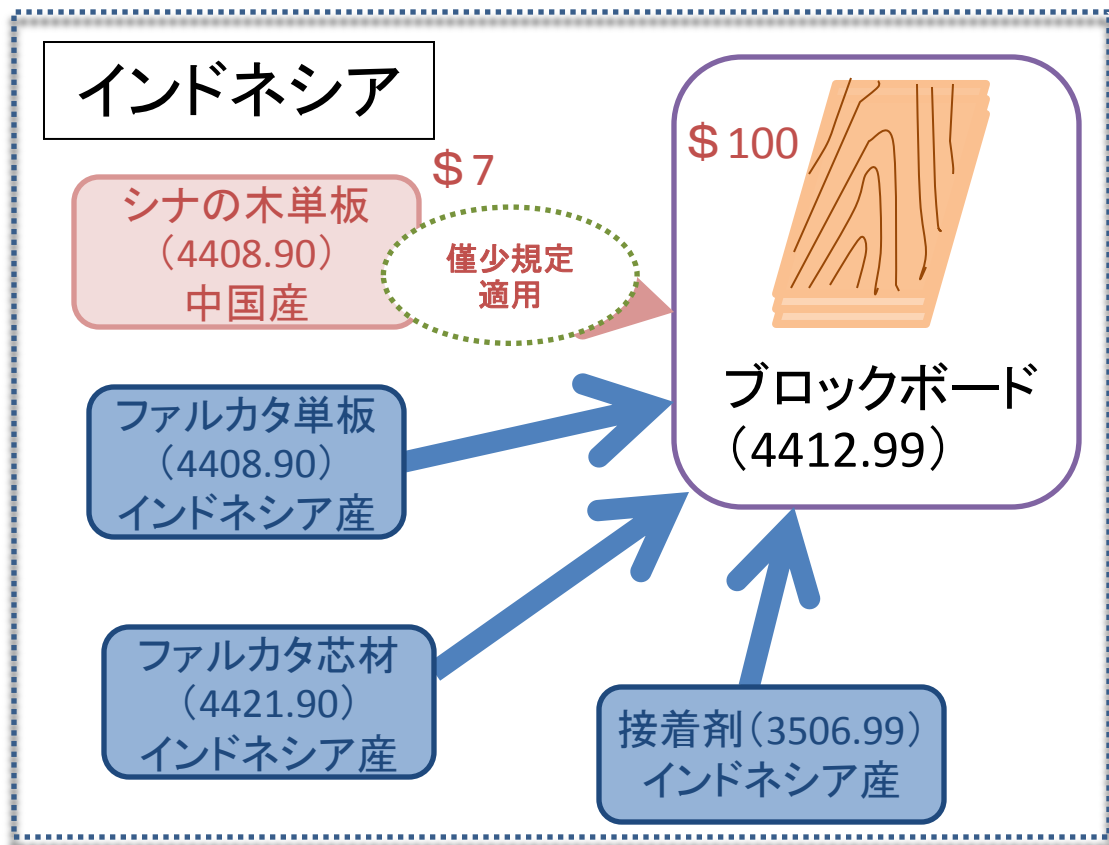 インドネシア
シナの木単板
(4408.90)
中国産
$7
僅少規定
適用
$100
ブロックボード
(4412.99)
ファルカタ単板
(4408.90)
インドネシア産
ファルカタ芯材
(4421.90)
インドネシア産
接着剤(3506.99)
インドネシア産